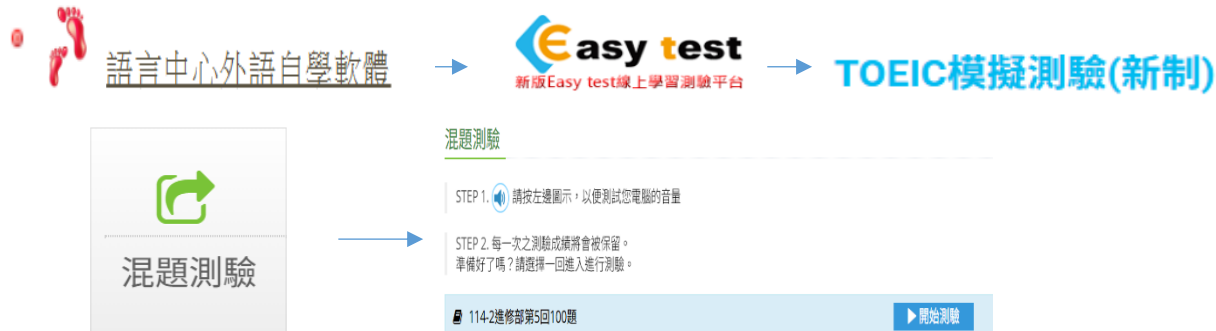 語言中心外語自學軟體
Easy test
新版Easy test線上學習測驗平台
TOEIC模擬測驗(新制)
混題測驗
混題測驗
STEP 1. 請按左邊圖示，以便測試您電腦的音量
STEP 2. 每一次之測驗成績將會被保留。
準備好了嗎？請選擇一回進入進行測驗。
114-2進修部第5回100題
開始測驗